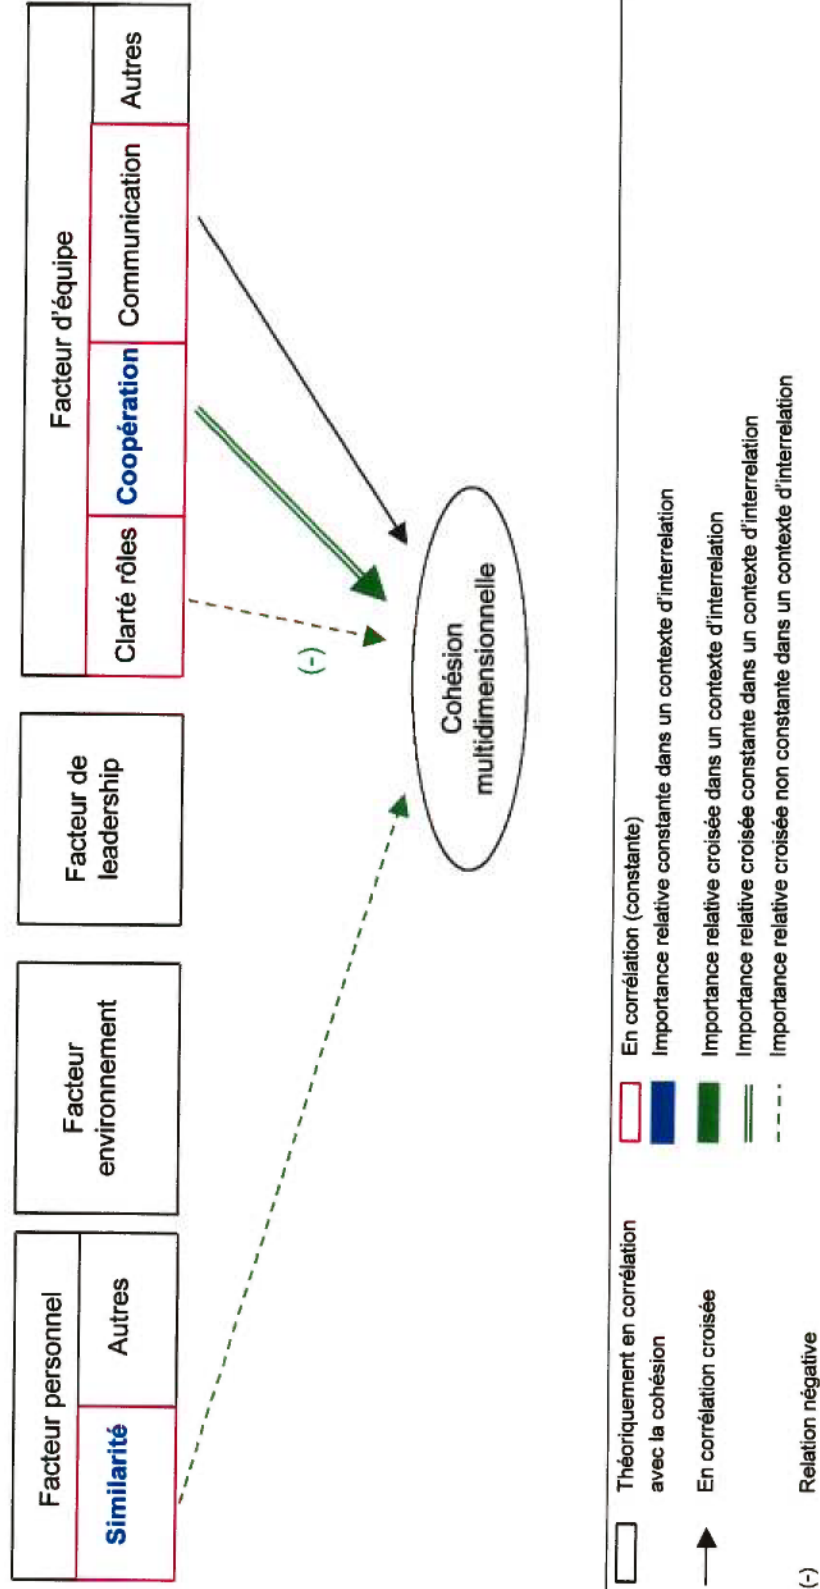 Facteur personnel
Similarité
Autres
Facteur
environnement
Facteur de
leadership
Facteur d'équipe
Clarté rôles
Coopération
Communication
Autres
(-)
Cohésion
multidimensionnelle
Théoriquement en corrélation
avec la cohésion
En corrélation croisée
(-)
Relation négative
En corrélation (constante)
Importance relative constante dans un contexte d'interrelation
Importance relative croisée dans un contexte d'interrelation
Importance relative croisée constante dans un contexte d'interrelation
Importance relative croisée non constante dans un contexte d'interrelation